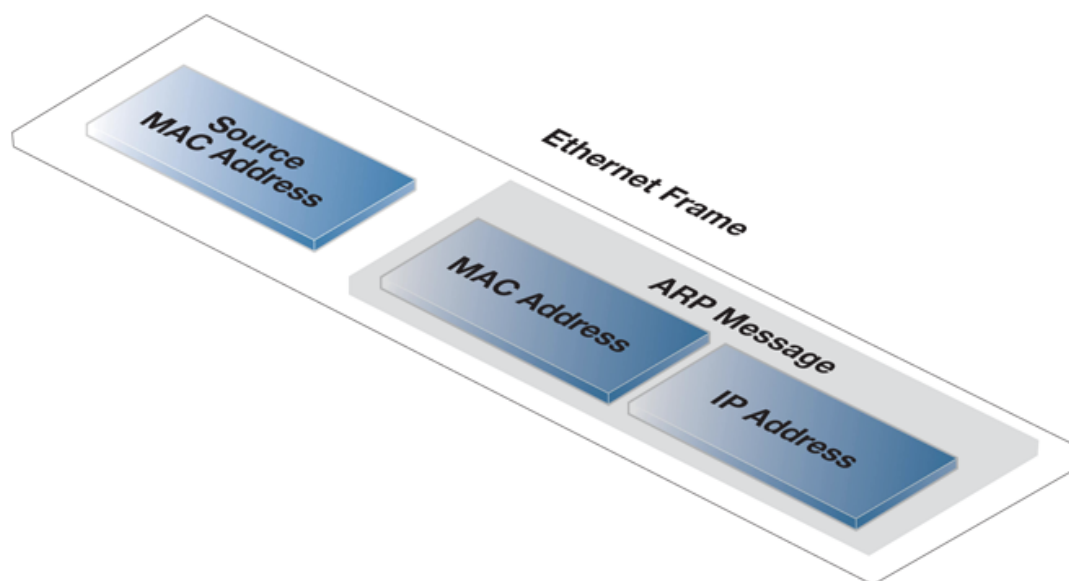 Source
MAC Address
Ethernet Frame
MAC Address
ARP Message
IP Address